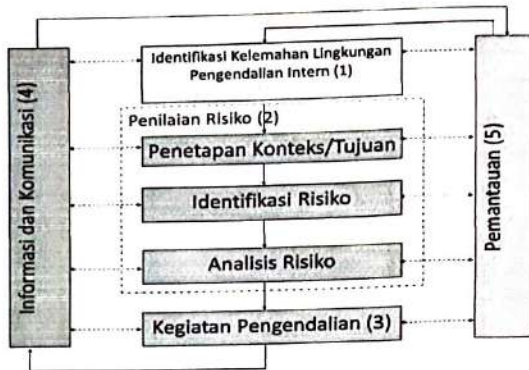 Identifikasi Kelemahan Lingkungan
Pengendalian Intern (1)
Penilaian Risiko (2)
Penetapan Konteks/Tujuan
Identifikasi Risiko
Analisis Risiko
Kegiatan Pengendalian (3)
Informasi dan Komunikasi (4)
Pemantauan (5)